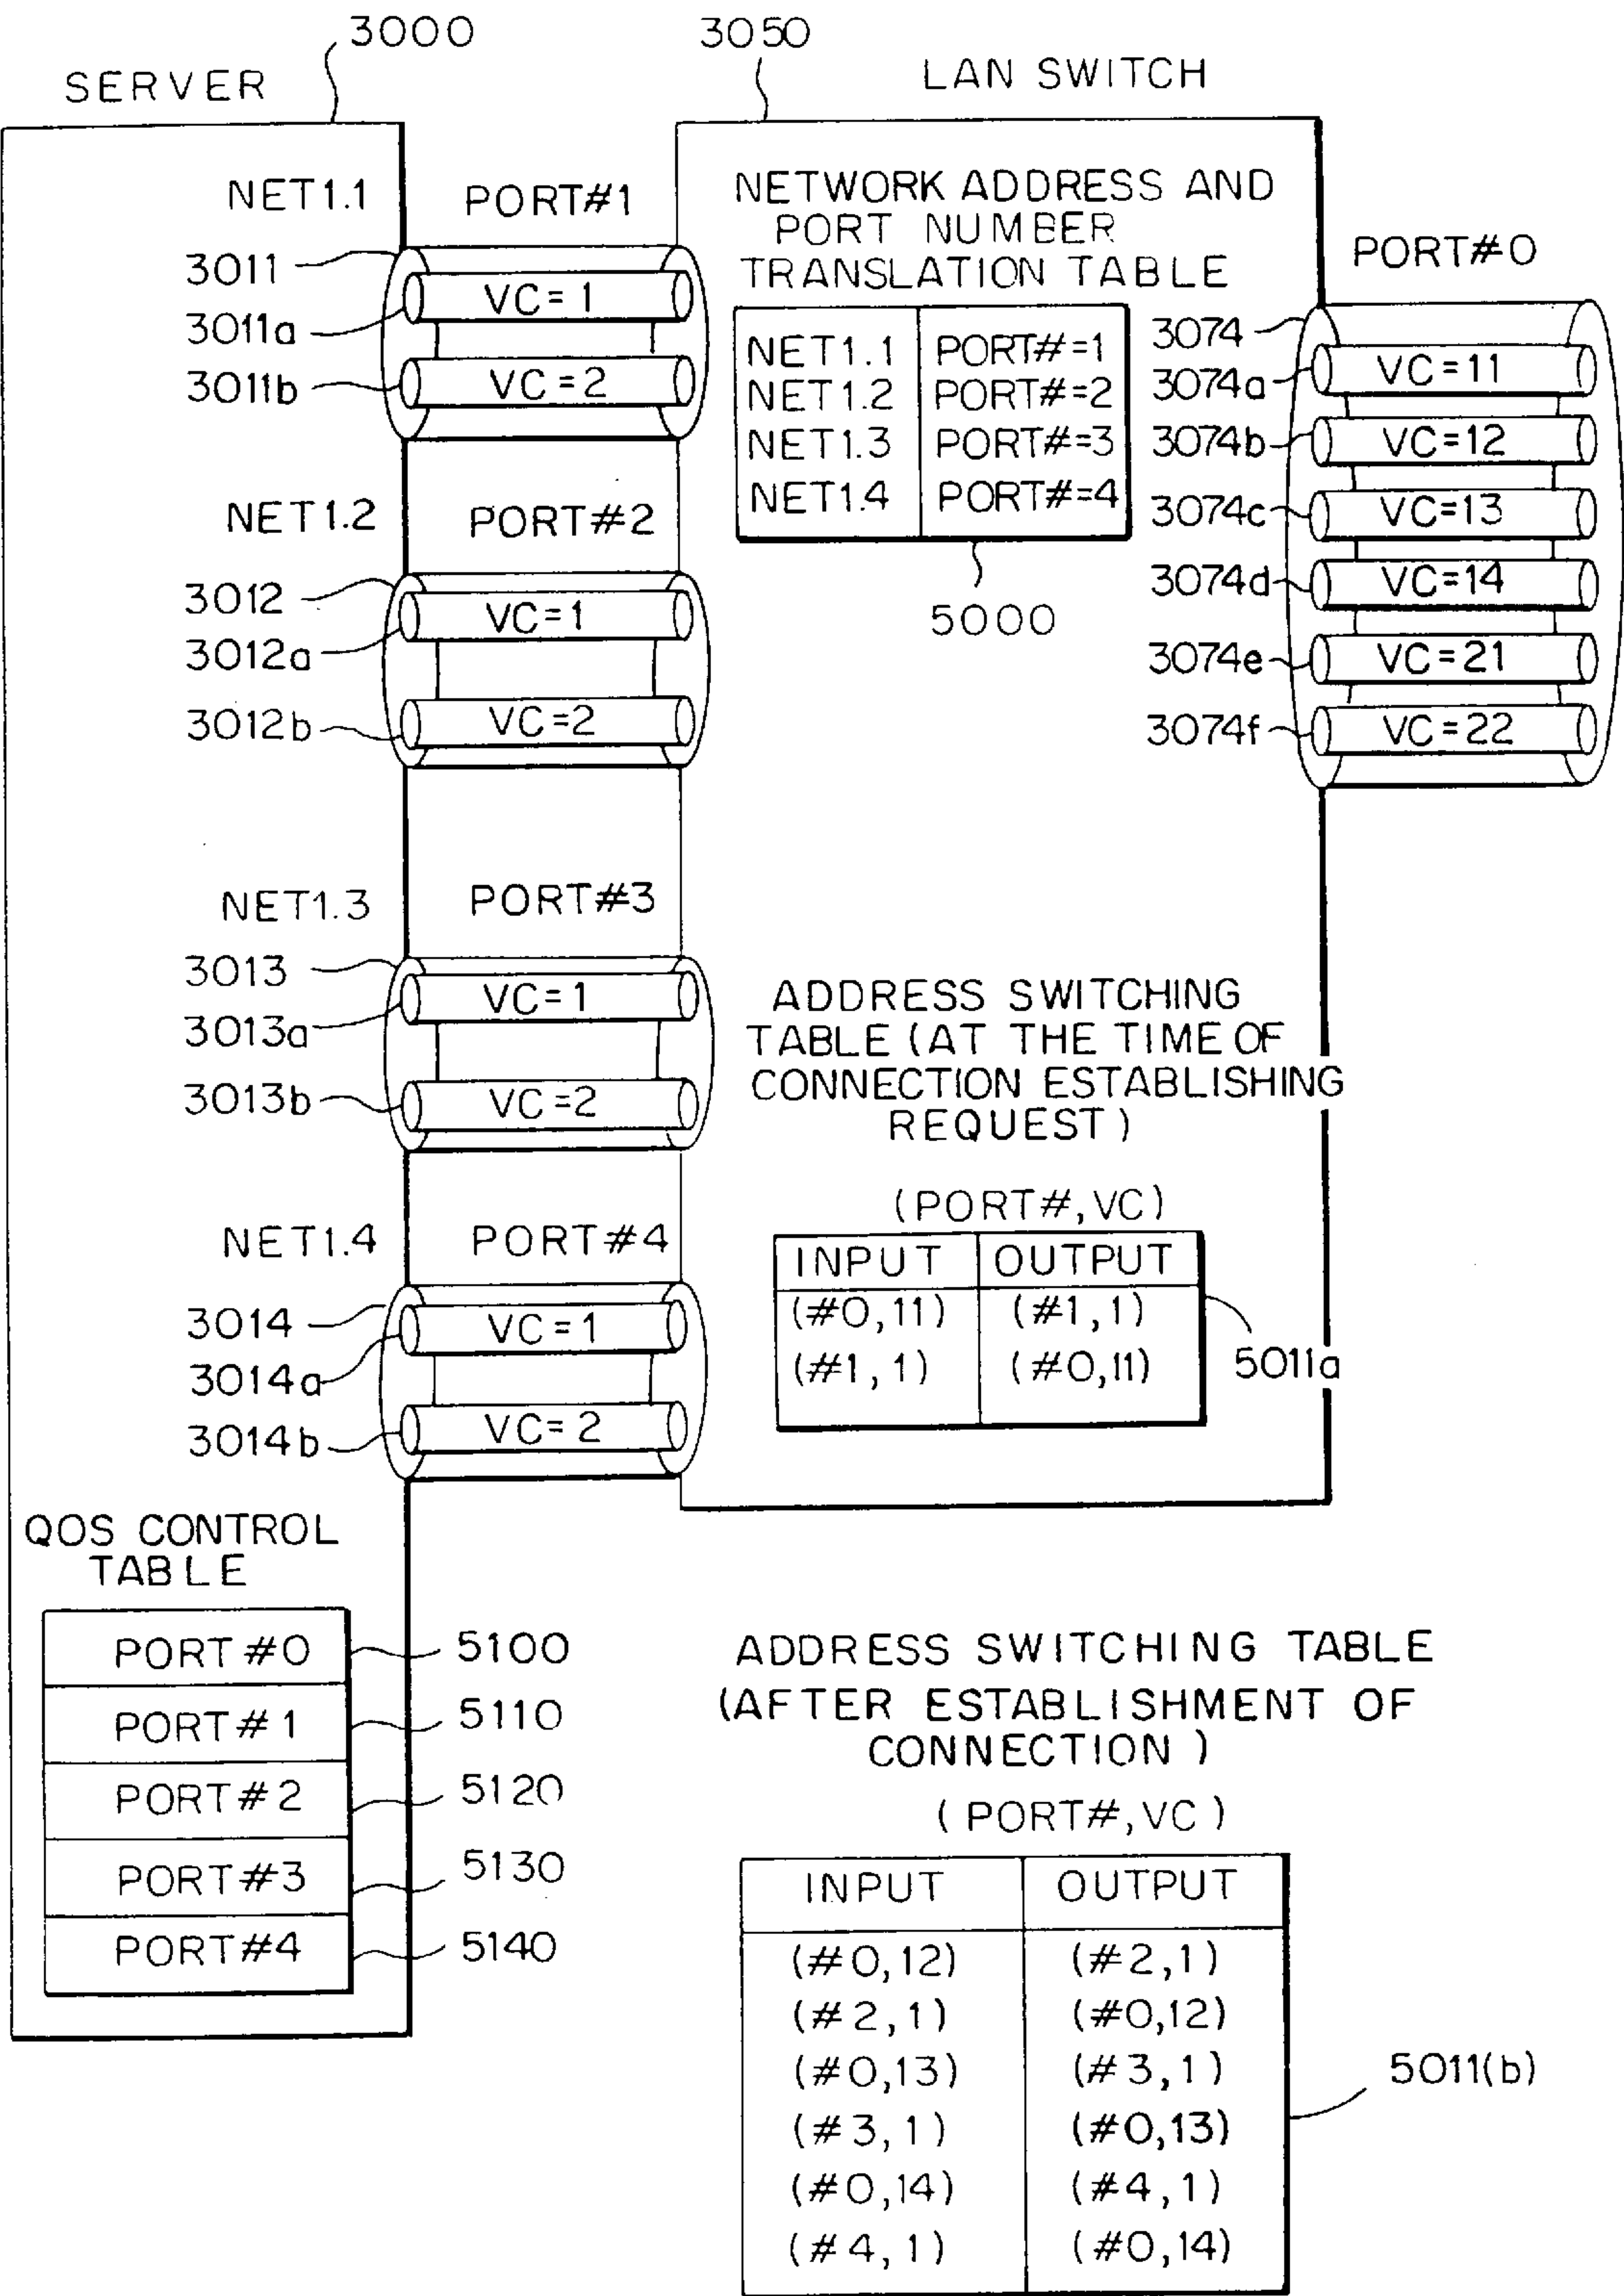 3000
3050
SERVER
LAN SWITCH
NET1.1
PORT#1
3011
VC=1
3011a
3011b
VC=2
NET1.2
PORT#2
3012
VC=1
3012a
3012b
VC=2
NET1.3
PORT#3
3013
VC=1
3013a
3013b
VC=2
NET1.4
PORT#4
3014
VC=1
3014a
3014b
VC=2
NETWORK ADDRESS AND
PORT NUMBER
TRANSLATION TABLE
NET1.1 PORT#=1
NET1.2 PORT#=2
NET1.3 PORT#=3
NET1.4 PORT#=4
5000
PORT#0
3074
3074a VC=11
3074b VC=12
3074c VC=13
3074d VC=14
3074e VC=21
3074f VC=22
ADDRESS SWITCHING
TABLE (AT THE TIME OF
CONNECTION ESTABLISHING
REQUEST)
(PORT#,VC)
INPUT OUTPUT
(#0,11) (#1,1)
(#1,1) (#0,11)
5011a
QOS CONTROL
TABLE
PORT#0 5100
PORT#1 5110
PORT#2 5120
PORT#3 5130
PORT#4 5140
ADDRESS SWITCHING TABLE
(AFTER ESTABLISHMENT OF
CONNECTION)
(PORT#,VC)
INPUT OUTPUT
(#0,12) (#2,1)
(#2,1) (#0,12)
(#0,13) (#3,1)
(#3,1) (#0,13)
(#0,14) (#4,1)
(#4,1) (#0,14)
5011(b)